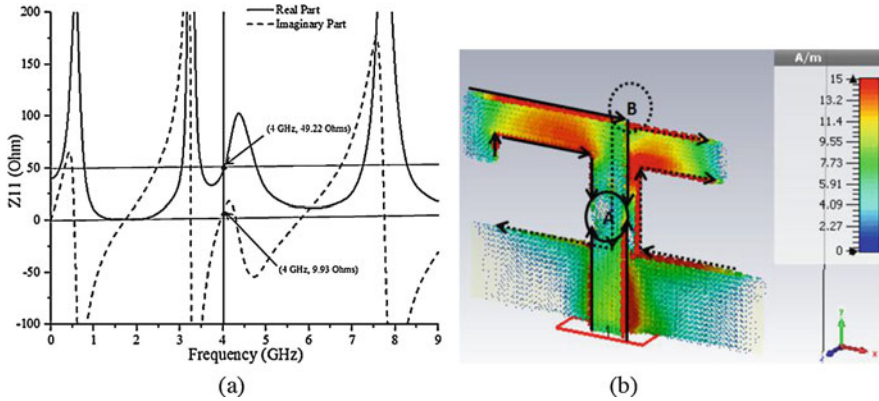 200
150
100
50
0
-50
-100
0 1 2 3 4 5 6 7 8 9
Z11 (Ohm)
Frequency (GHz)
Real Part
Imaginary Part
(4 GHz, 49.22 Ohms)
(4 GHz, 9.93 Ohms)
(a)
A/m
15
13.2
11.4
9.55
7.73
5.91
4.09
2.27
0
B
A
y
x
(b)